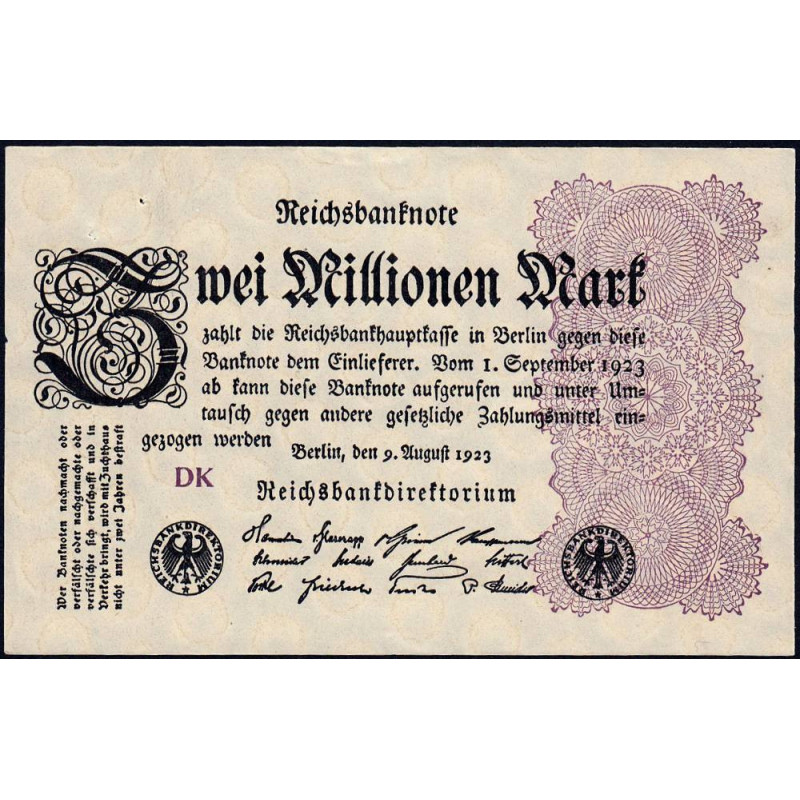 Reichsbanknote
Zwei Millionen Mark
zahlt die Reichsbankhauptkasse in Berlin gegen diese
Banknote dem Einlieferer. Vom 1. September 1923
ab kann diese Banknote aufgerufen und unter Um-
tausch gegen andere gesetzliche Zahlungsmittel ein-
gezogen werden
Berlin, den 9. August 1923
DK
Reichsbankdirektorium
Wer Banknoten nachmacht oder
verfälscht oder nachgemachte oder
verfälschte sich verschafft und in
Verkehr bringt, wird mit Zuchthaus
nicht unter zwei Jahren bestraft
REICHSBANKDIREKTORIUM
REICHSBANKDIREKTORIUM